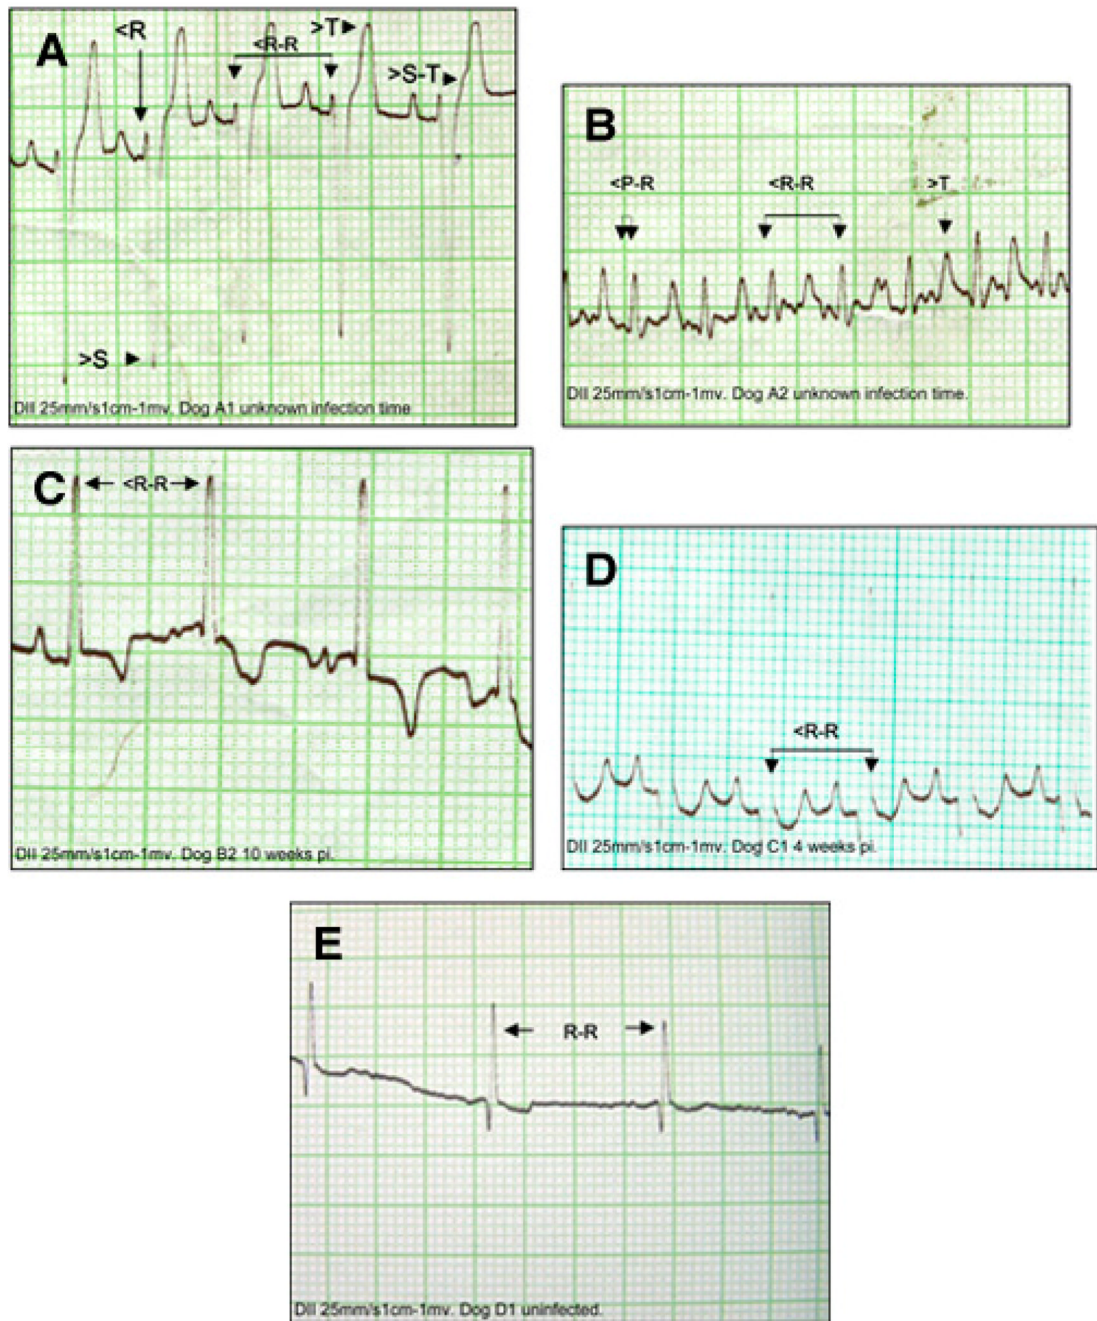 A
<R
<R-R
>T
>S-T
>S
DII 25mm/s1cm-1mv. Dog A1 unknown infection time
B
<P-R
<R-R
>T
DII 25mm/s1cm-1mv. Dog A2 unknown infection time.
C
<R-R
DII 25mm/s1cm-1mv. Dog B2 10 weeks pi.
D
<R-R
DII 25mm/s1cm-1mv. Dog C1 4 weeks pi.
E
R-R
DII 25mm/s1cm-1mv. Dog D1 uninfected.